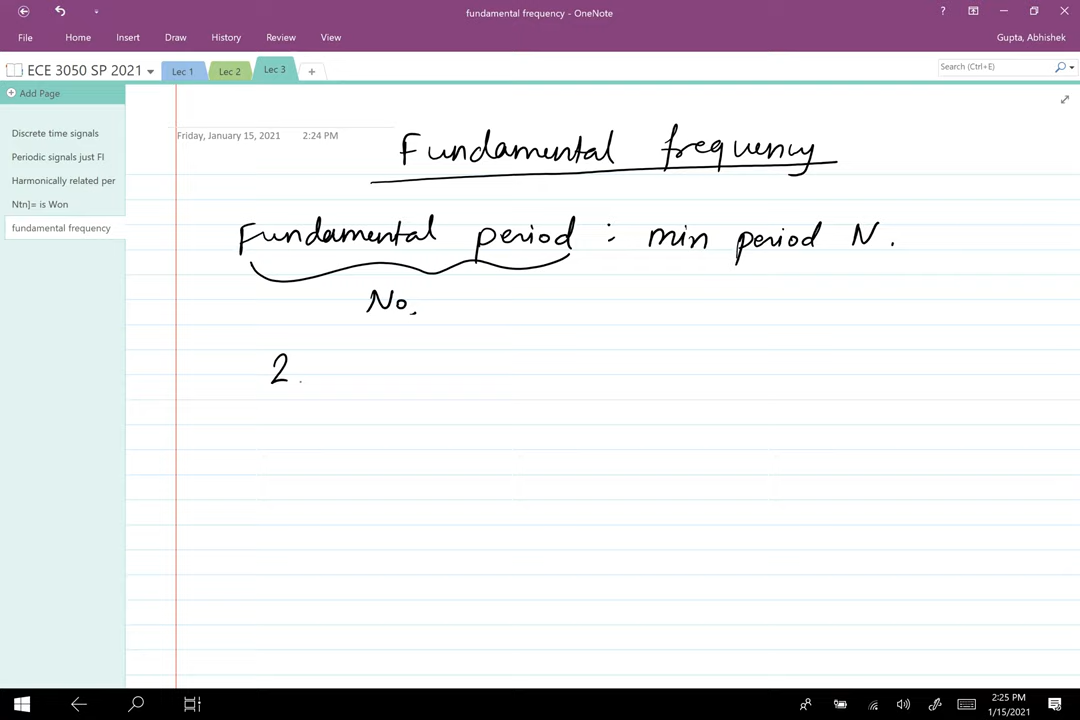 fundamental frequency - OneNote
?
File Home Insert Draw History Review View
Gupta, Abhishek
ECE 3050 SP 2021
Lec 1
Lec 2
Lec 3
+
Search (Ctrl+E)
Add Page
Discrete time signals
Periodic signals just FI
Harmonically related per
Ntn]= is Won
fundamental frequency
Friday, January 15, 2021 2:24 PM
Fundamental frequency
Fundamental period : min period N.
No.
2.
2:25 PM
1/15/2021